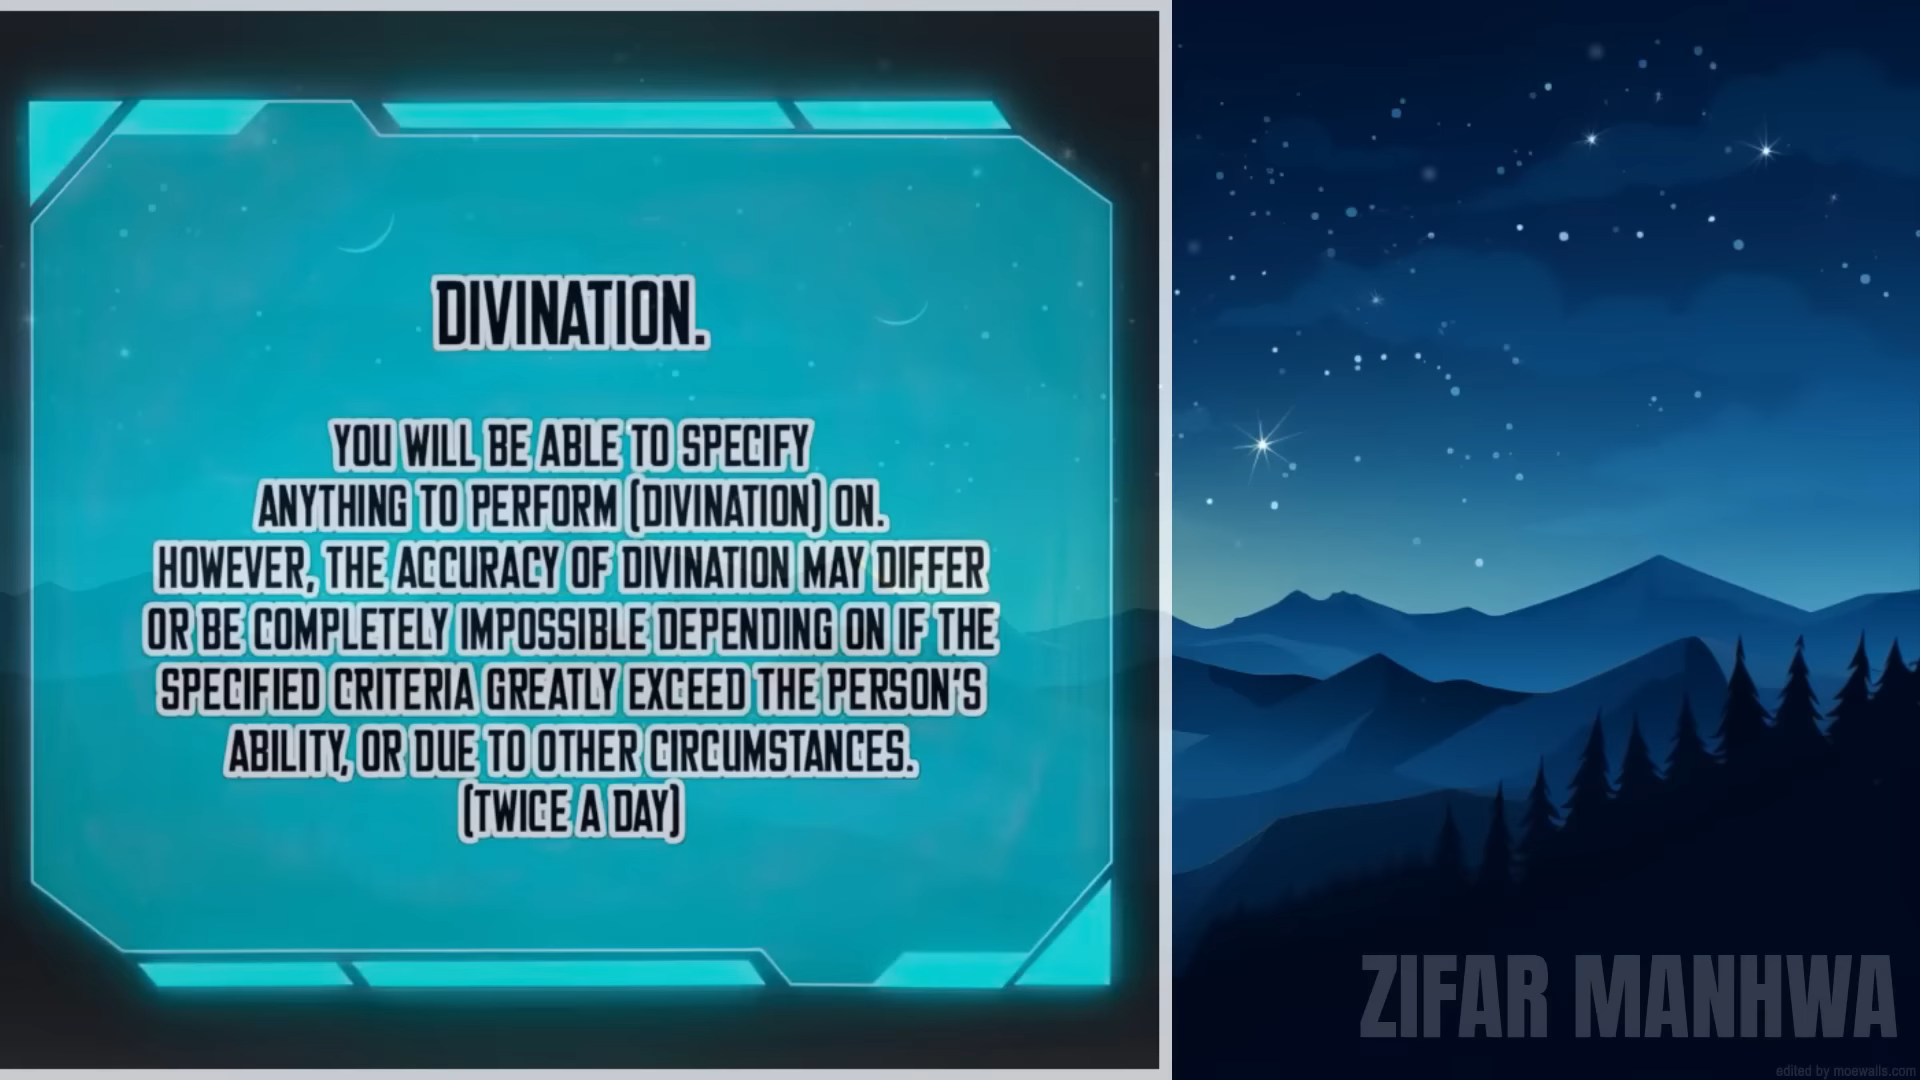 DIVINATION.
YOU WILL BE ABLE TO SPECIFY
ANYTHING TO PERFORM (DIVINATION) ON.
HOWEVER, THE ACCURACY OF DIVINATION MAY DIFFER
OR BE COMPLETELY IMPOSSIBLE DEPENDING ON IF THE
SPECIFIED CRITERIA GREATLY EXCEED THE PERSON'S
ABILITY, OR DUE TO OTHER CIRCUMSTANCES.
(TWICE A DAY)
ZIFAR MANHWA
edited by moewalls.com